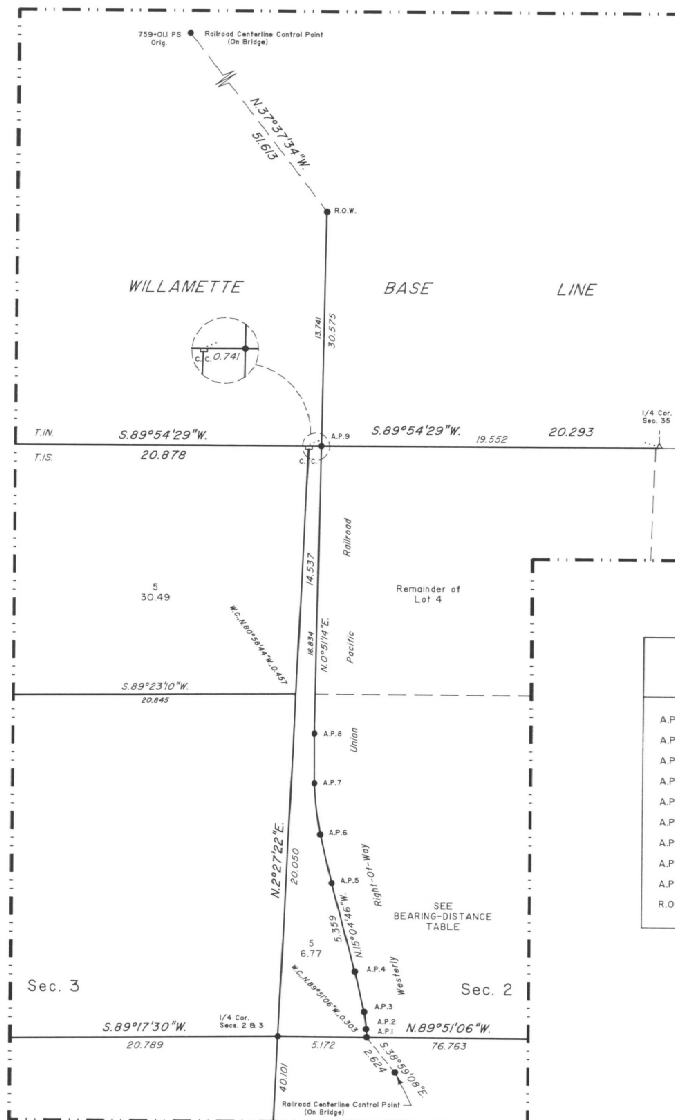 759+01.1 PS
Orig.
Railroad Centerline Control Point
(On Bridge)
N.37°37'34"W.
51.613
R.O.W.
WILLAMETTE BASE LINE
13.741
30.575
C.C.
0.741
1/4 Cor.
Sec. 35
S.89°54'29"W.
A.P.9
S.89°54'29"W.
19.552
20.293
T.1N.
T.1S.
20.878
C.C.
14.537
Railroad
5
30.49
Remainder of
Lot 4
W.C.,N.80°58'44"W.,0.457
N.0°51'14"E.
Pacific
S.89°23'10"W.
20.845
A.P.8
Union
A.P.7
A.P.6
N.2°27'22"E.
20.050
A.P.5
Right-Of-Way
5.359
N.15°04'46"W.
SEE
BEARING-DISTANCE
TABLE
5
6.77
W.C.,N.89°51'06"W.,0.303
A.P.4
Westerly
Sec. 3
Sec. 2
A.P.3
S.89°17'30"W.
1/4 Cor.
Secs. 2 & 3
A.P.2
A.P.1
N.89°51'06"W.
20.789
5.172
76.763
S.38°59'08"E.
2.624
40.101
Railroad Centerline Control Point
(On Bridge)
A.P
A.P
A.P
A.P
A.P
A.P
A.P
A.P
A.P
R.O